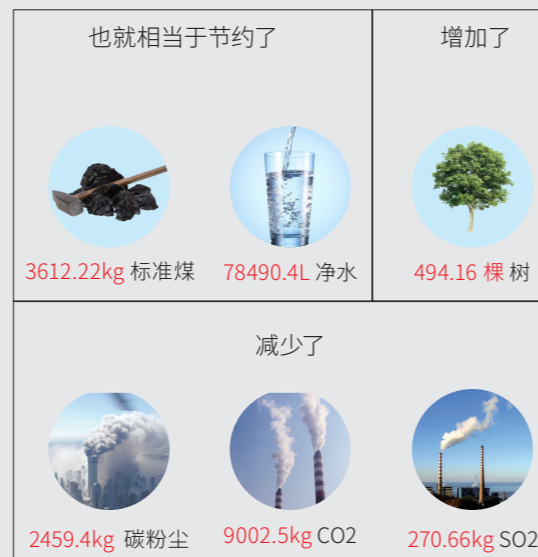 也就相当于节约了
增加了
3612.22kg 标准煤
78490.4L 净水
494.16 棵 树
减少了
2459.4kg 碳粉尘
9002.5kg CO2
270.66kg SO2